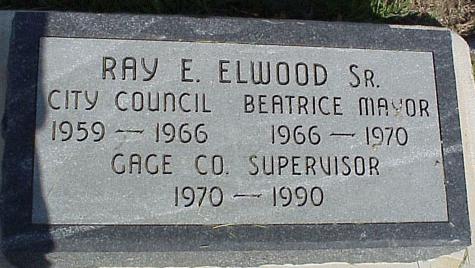 RAY E. ELWOOD SR.
CITY COUNCIL BEATRICE MAYOR
1959 — 1966 1966 — 1970
GAGE CO. SUPERVISOR
1970 — 1990